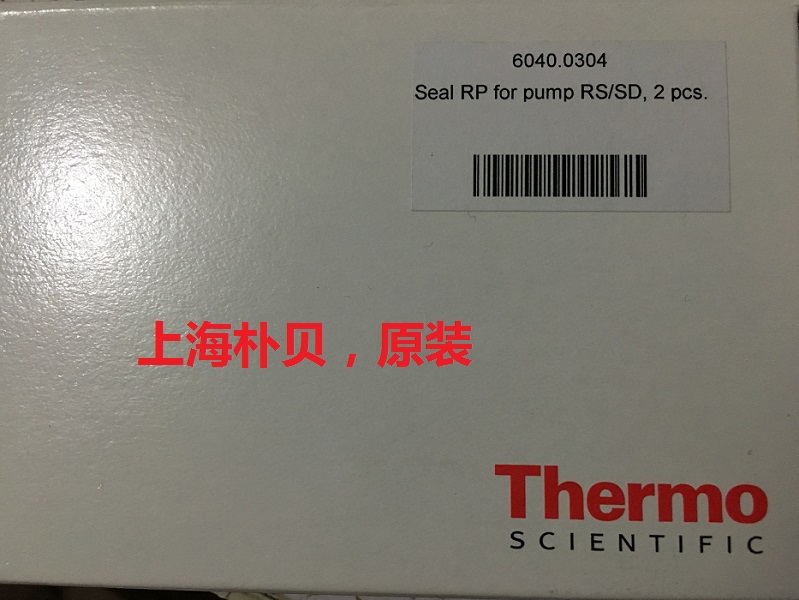 6040.0304
Seal RP for pump RS/SD, 2 pcs.
上海朴贝，原装
Thermo
SCIENTIFIC